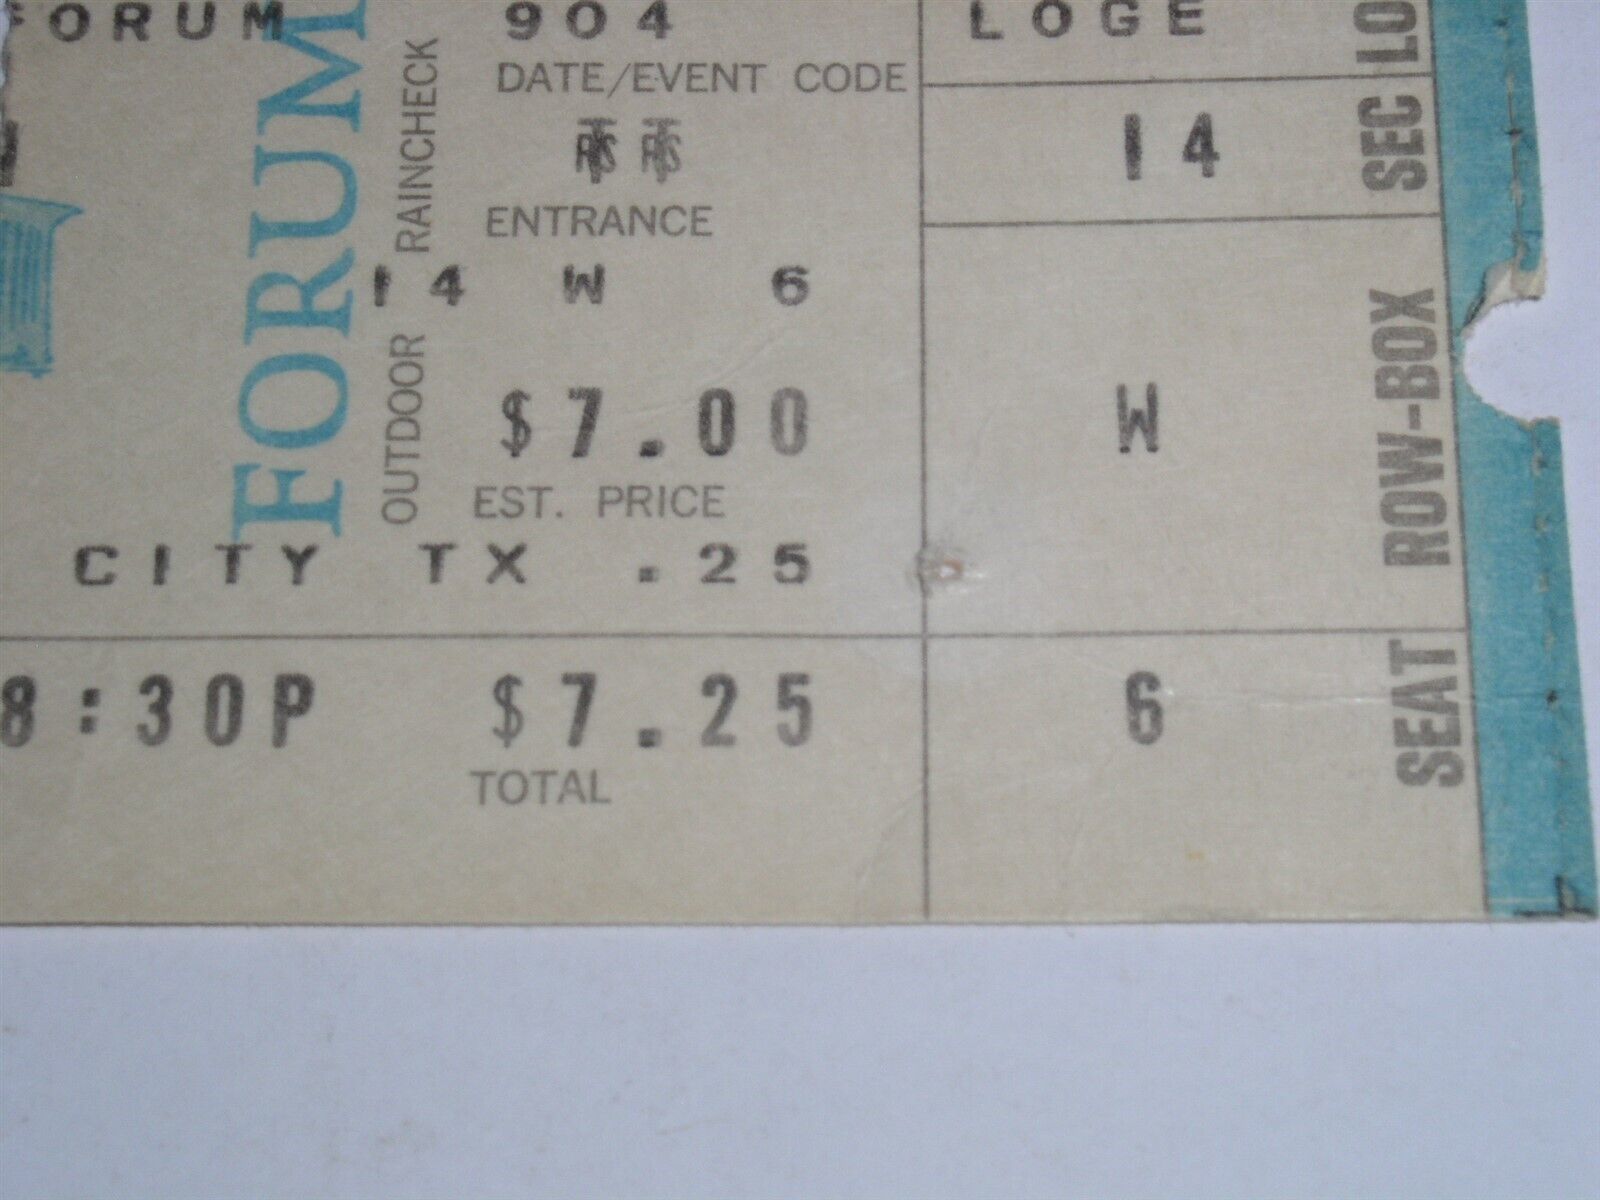 FORUM 904 LOGE
DATE/EVENT CODE
14
ENTRANCE
14 W 6
$7.00
W
EST. PRICE
CITY TX .25
8:30P $7.25 6
TOTAL
FORUM
OUTDOOR RAINCHECK
SEAT ROW-BOX SEC LO